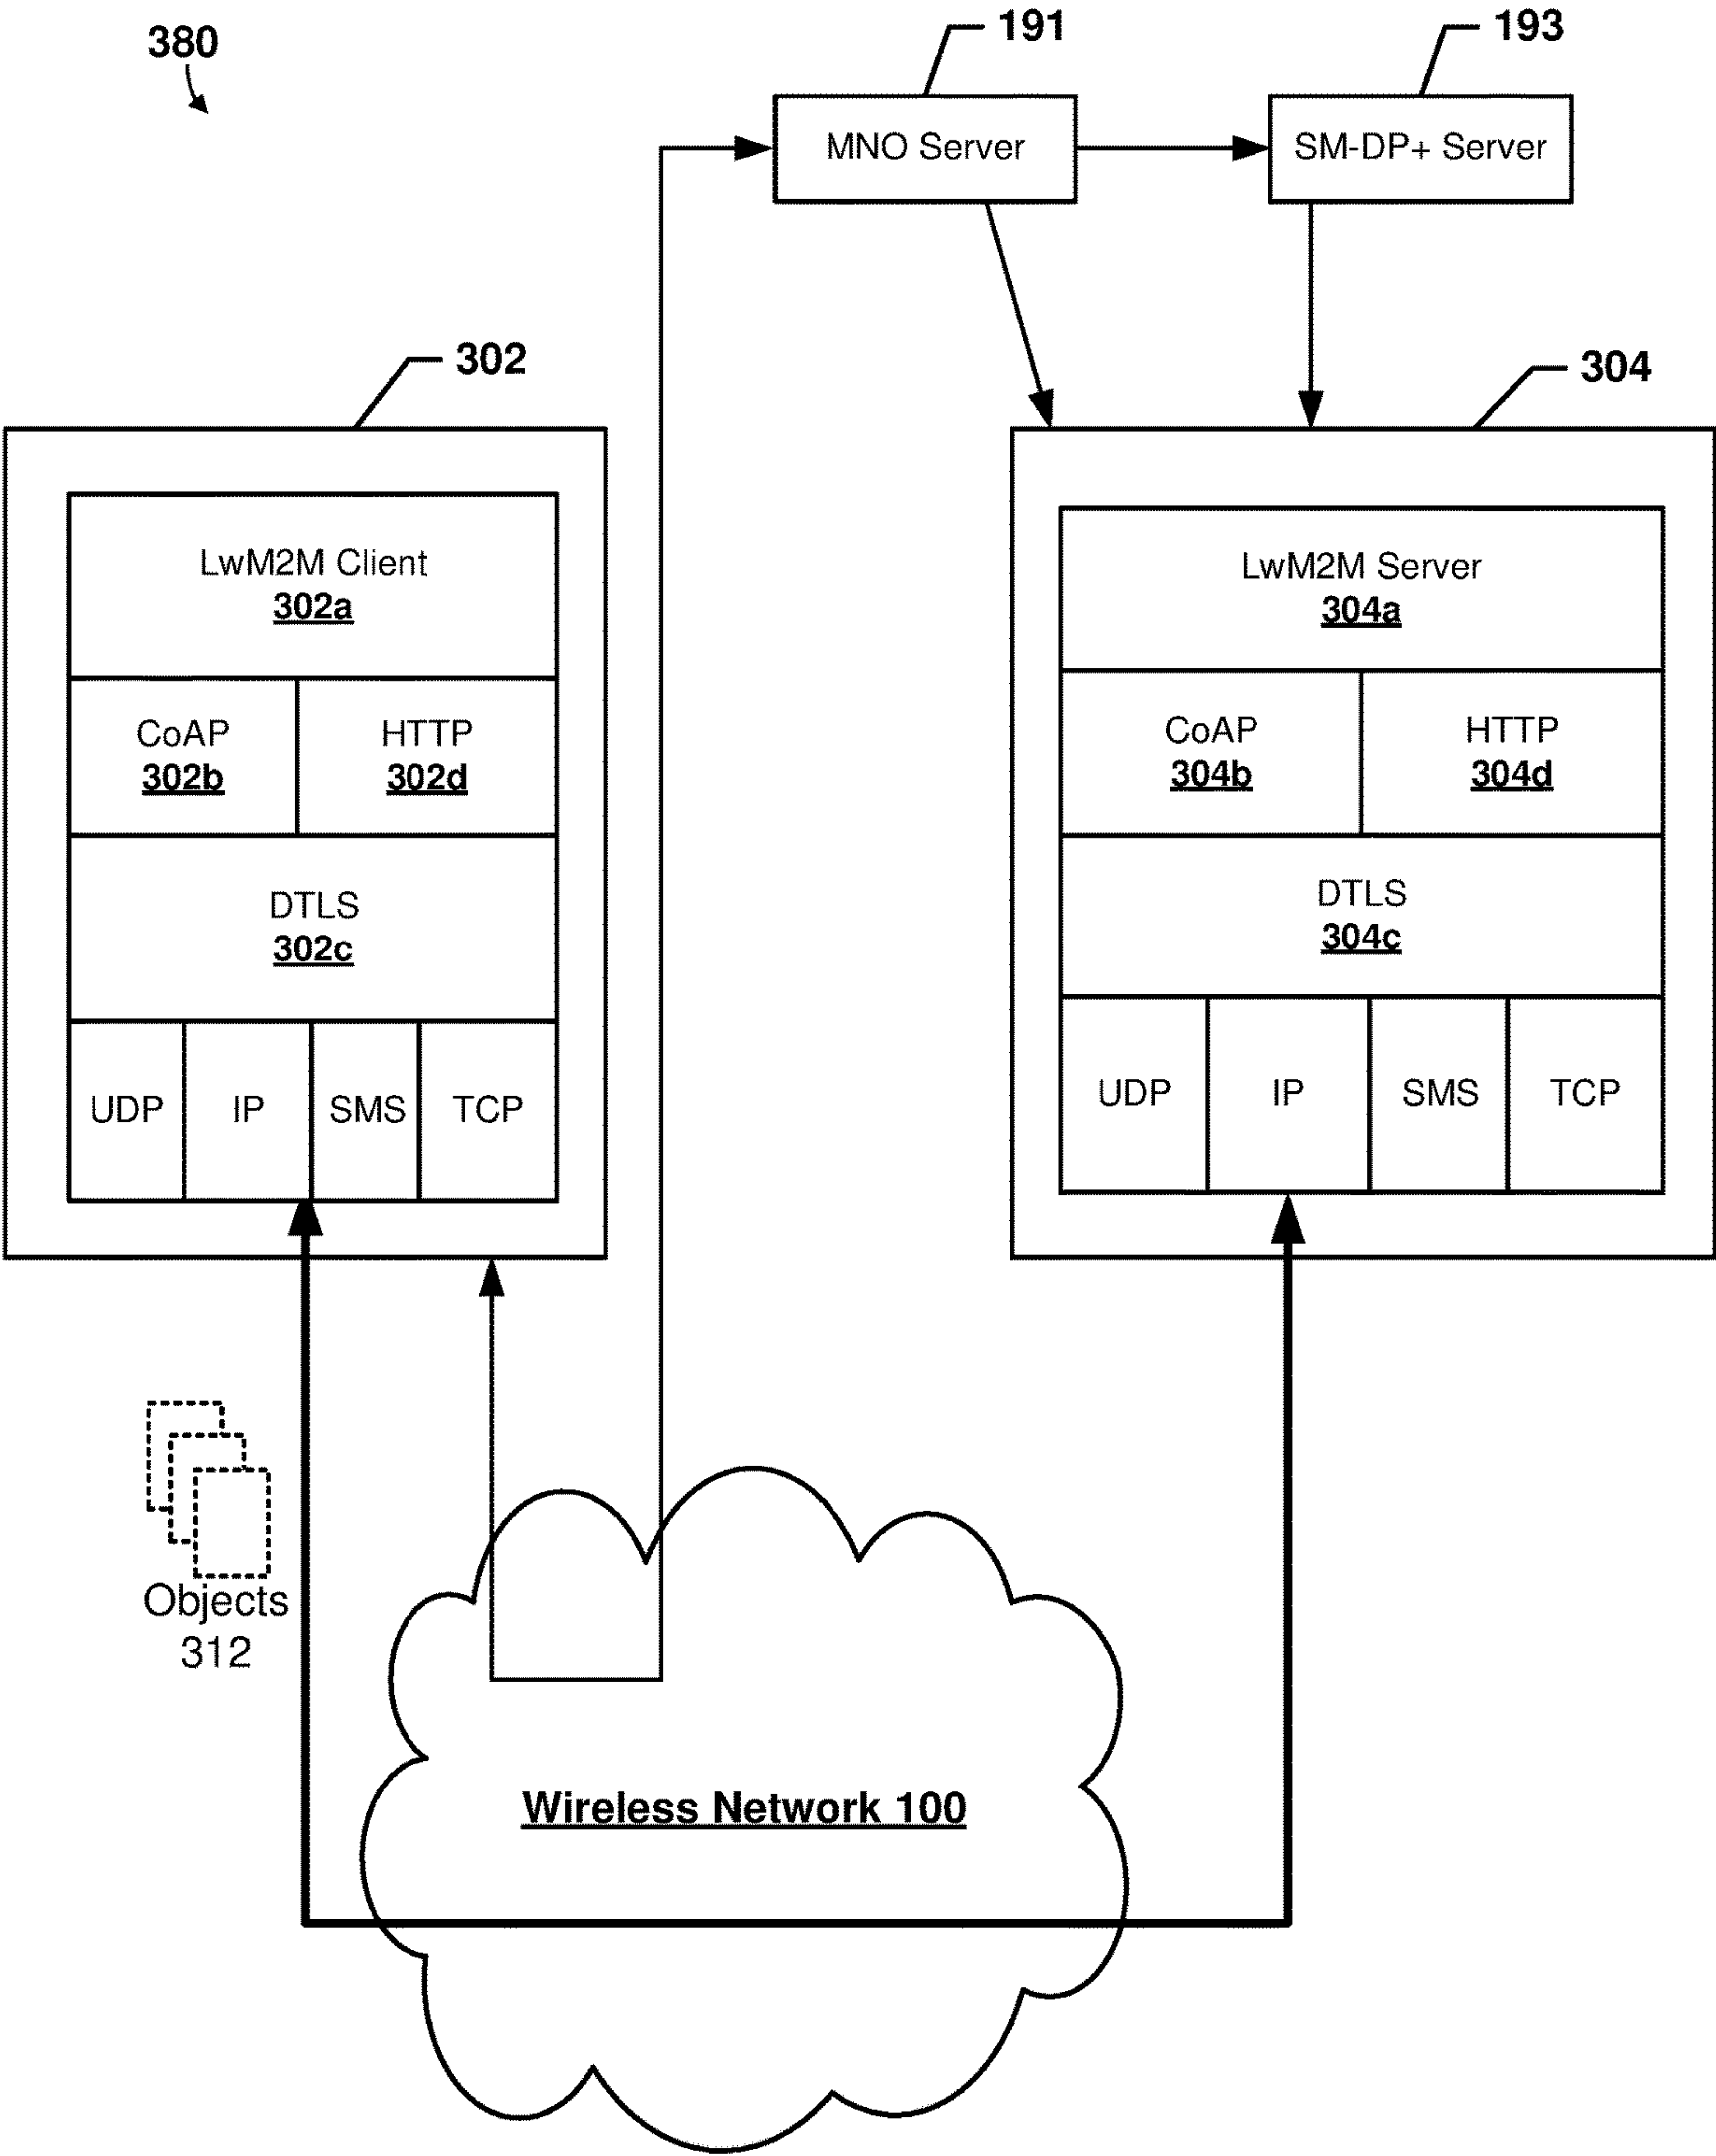 380
191
193
MNO Server
SM-DP+ Server
302
304
LwM2M Client
302a
CoAP
302b
HTTP
302d
DTLS
302c
UDP
IP
SMS
TCP
LwM2M Server
304a
CoAP
304b
HTTP
304d
DTLS
304c
UDP
IP
SMS
TCP
Objects
312
Wireless Network 100